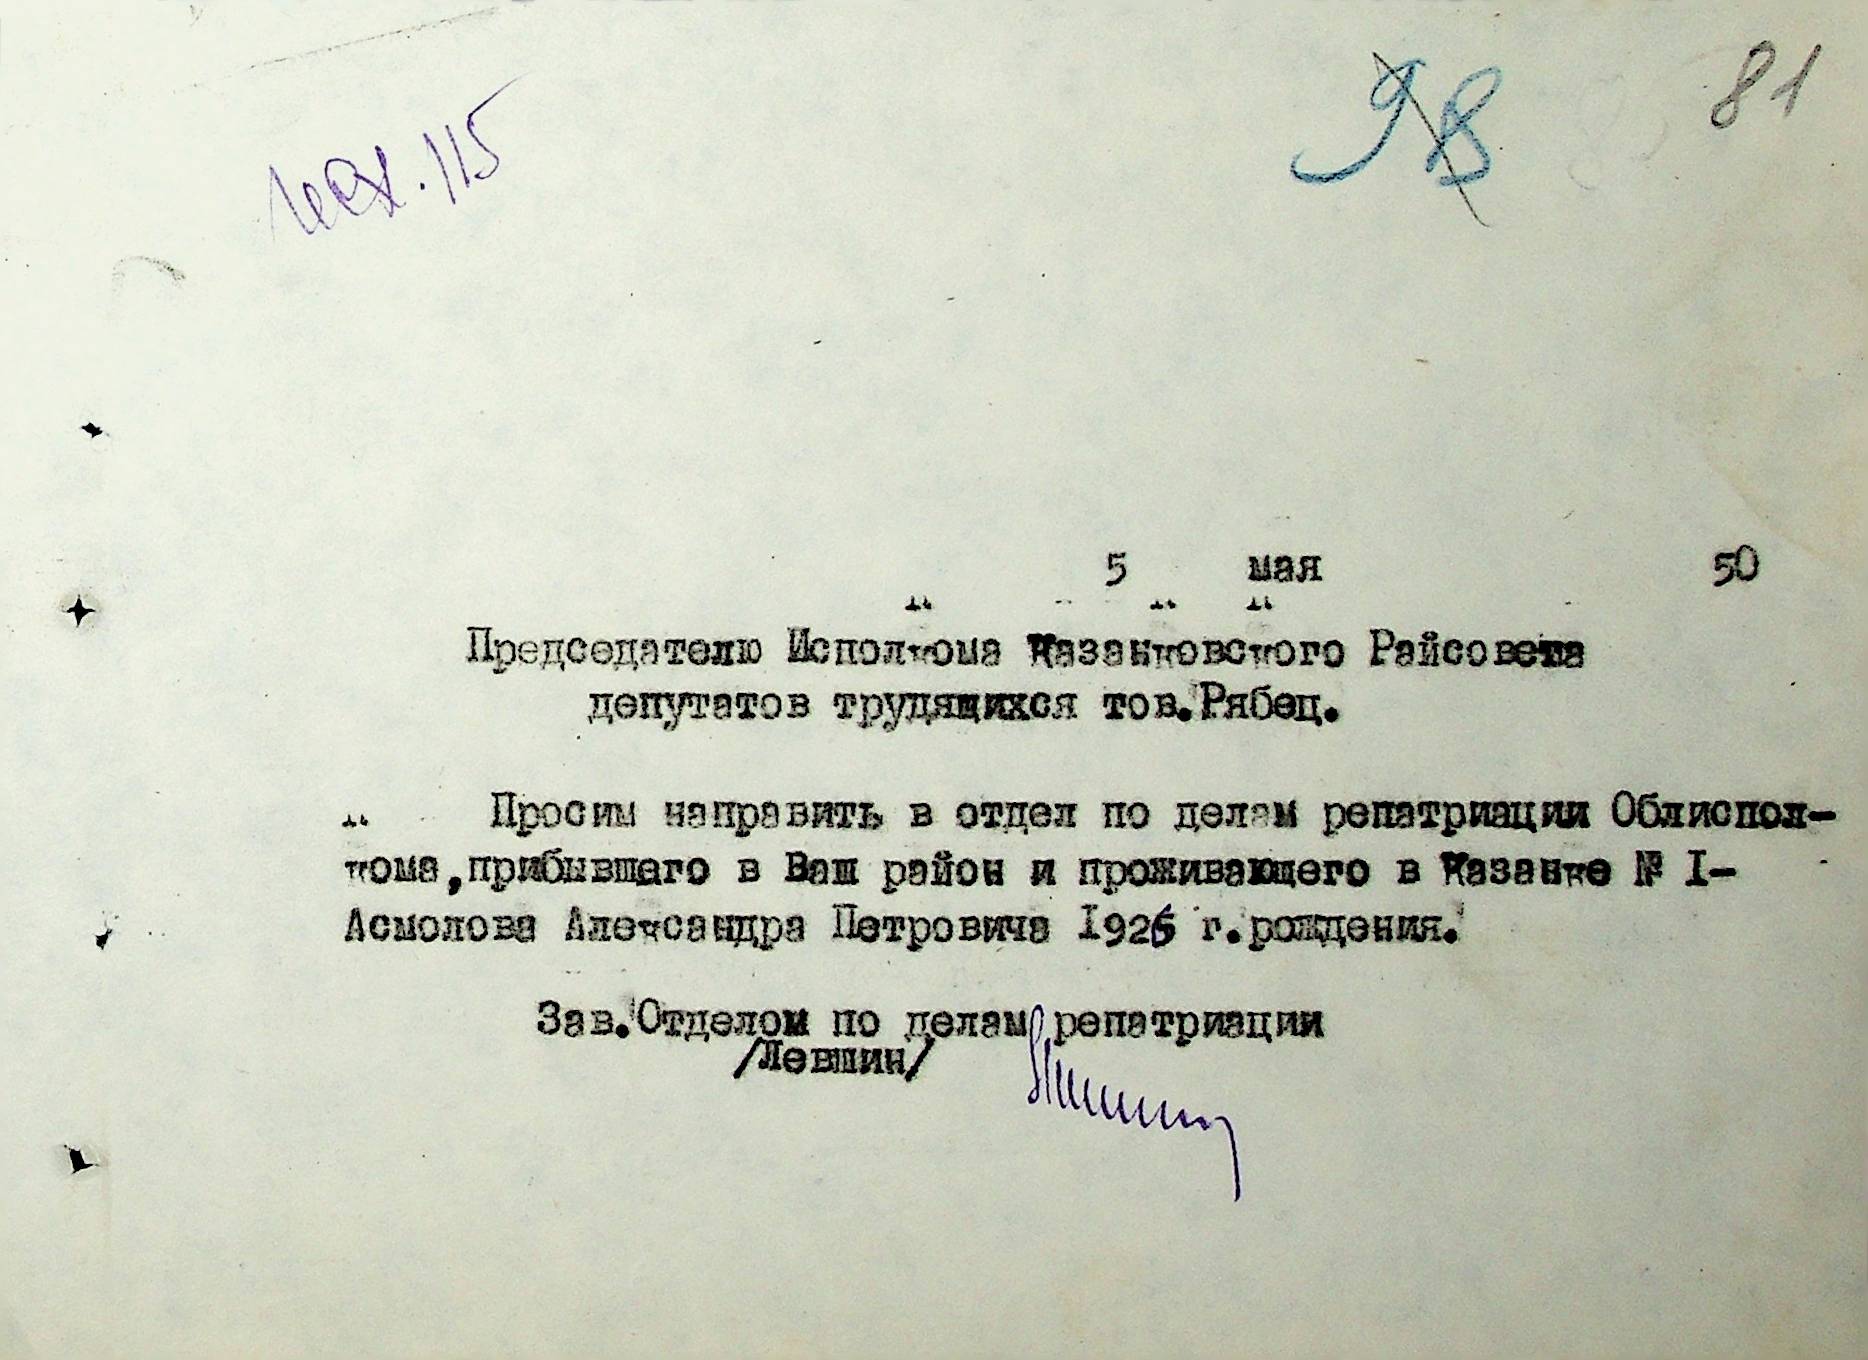 исх. 115
98
81
5 мая 50
Председателю Исполкома Казанковского Райсовета
депутатов трудящихся тов.Рябец.
Просим направить в отдел по делам репатриации Облиспол-
кома,прибывшаго в Ваш район и проживающего в Казанке № I-
Асмолова Александра Петровича 1926 г.рождения.
Зав.Отделом по делам репатриации
/Левшин/